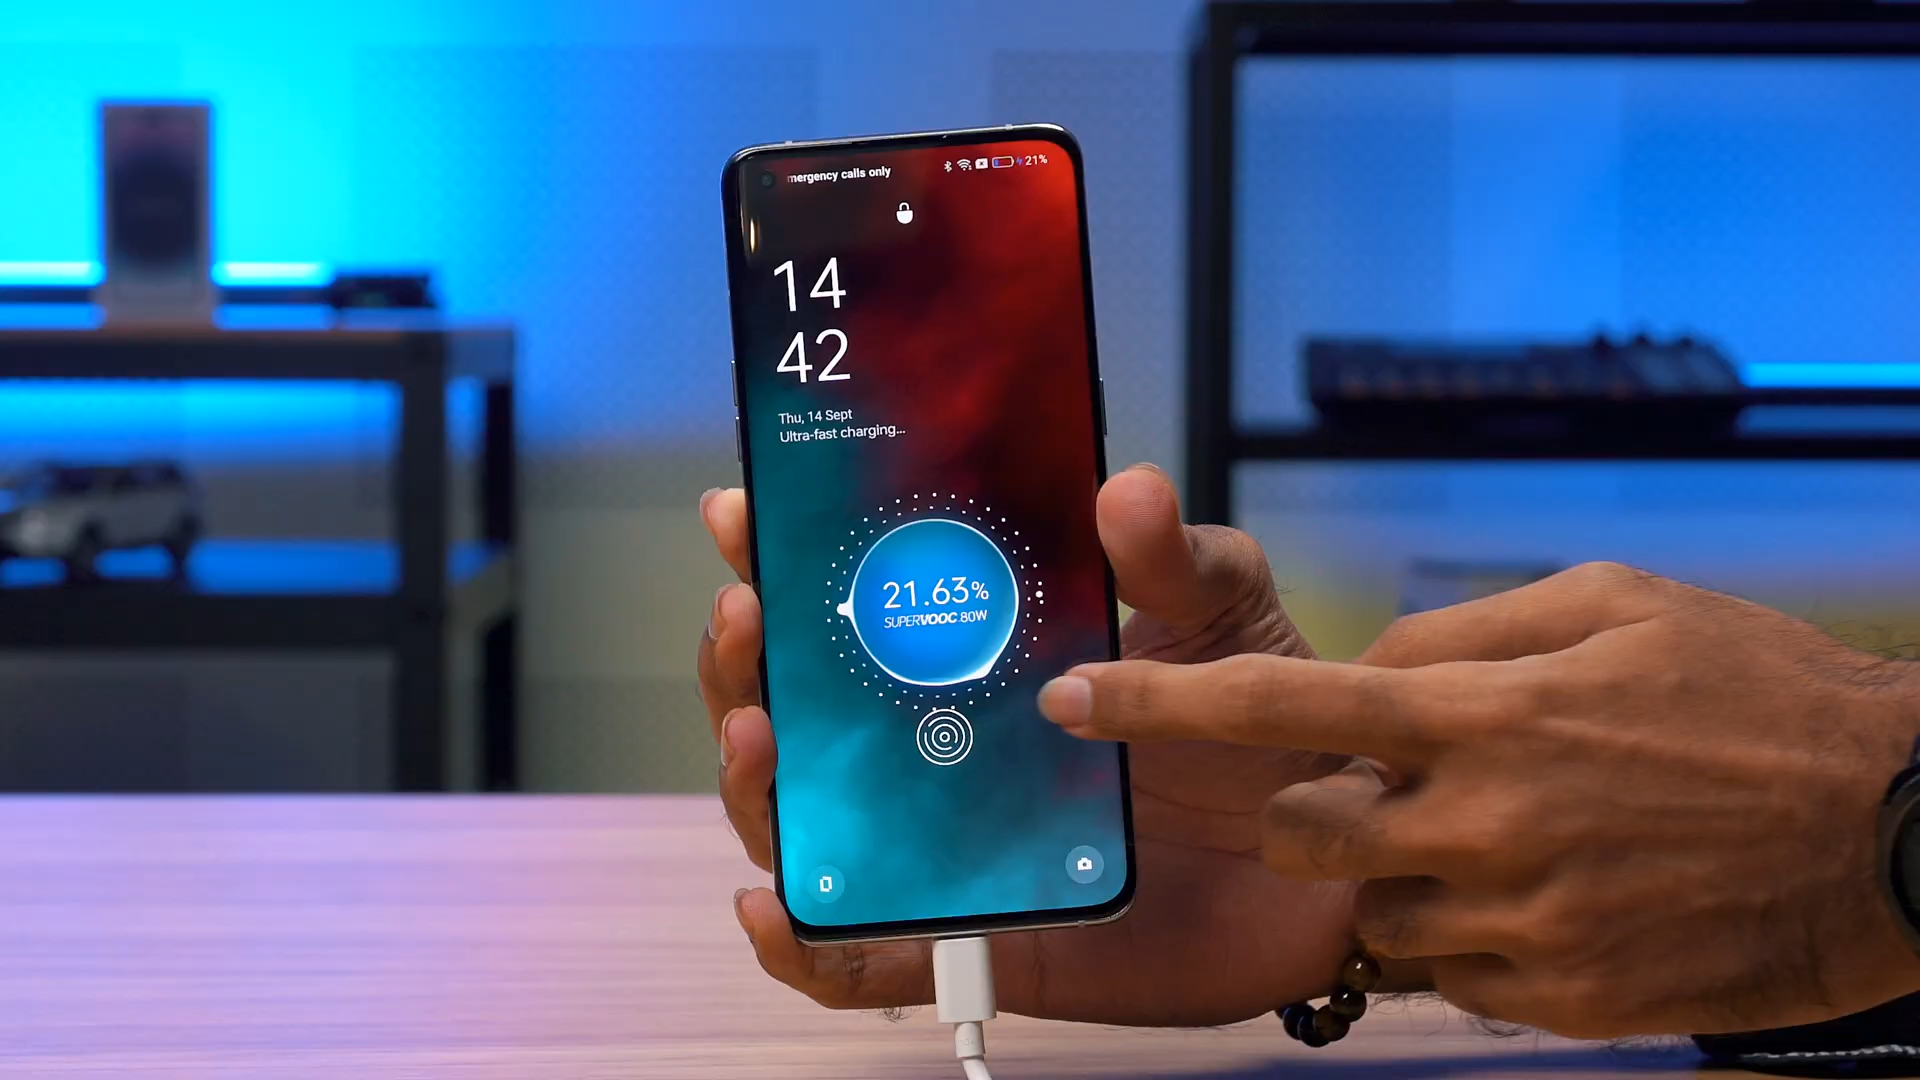 mergency calls only
21%
14
42
Thu, 14 Sept
Ultra-fast charging...
21.63%
SUPERVOOC 80W